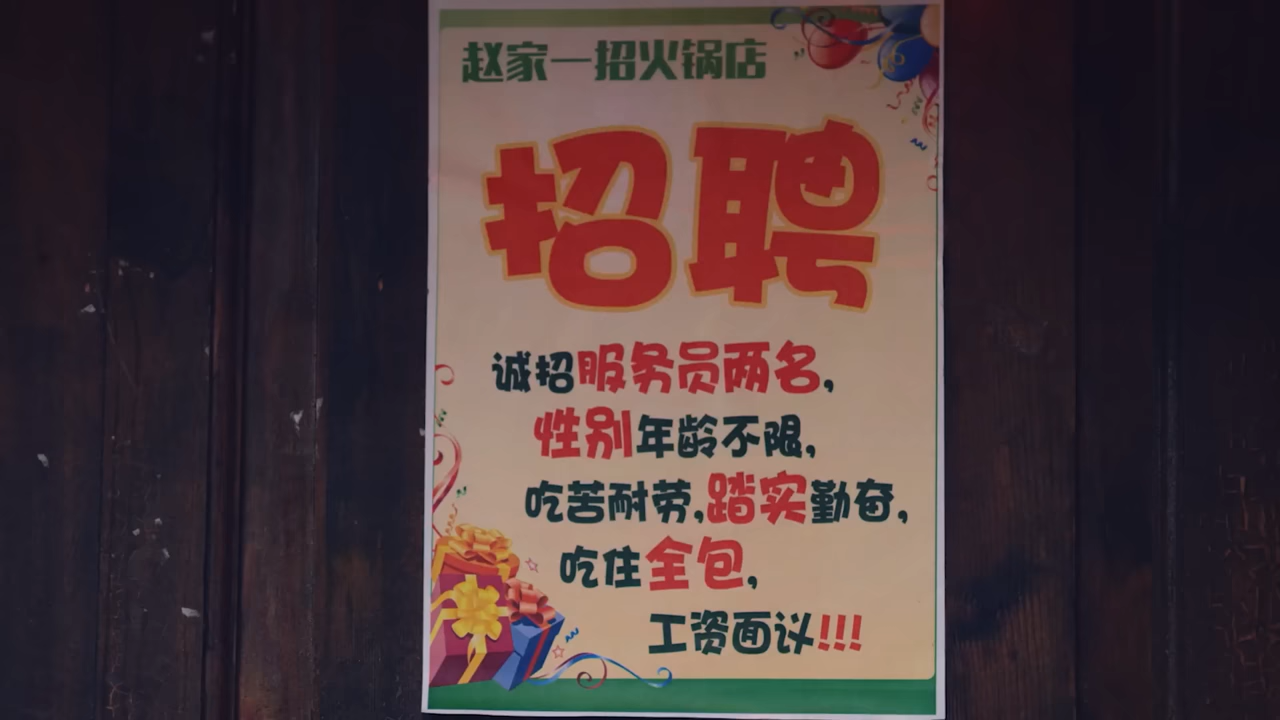 赵家一招火锅店
招聘
诚招服务员两名,
性别年龄不限,
吃苦耐劳,踏实勤奋,
吃住全包,
工资面议!!!